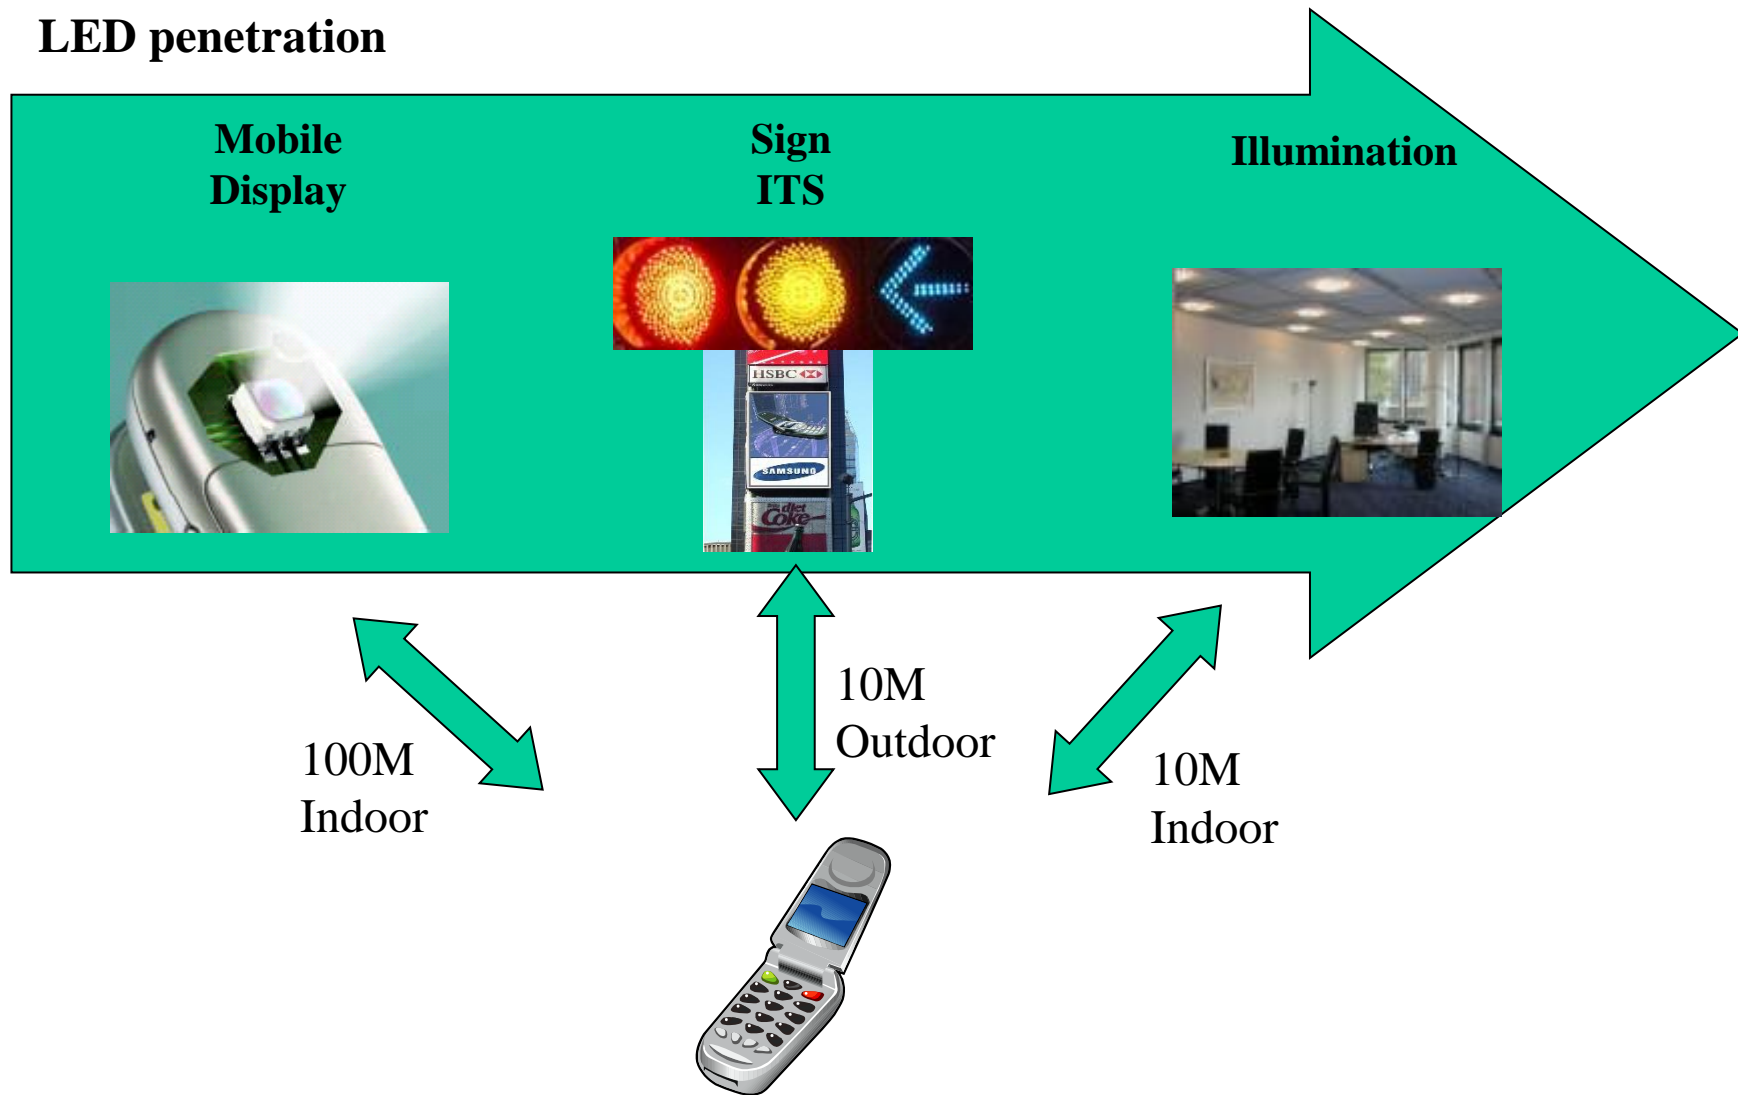 LED penetration
Mobile
Display
Sign
ITS
Illumination
HSBC
SAMSUNG
diet
Coke
100M
Indoor
10M
Outdoor
10M
Indoor